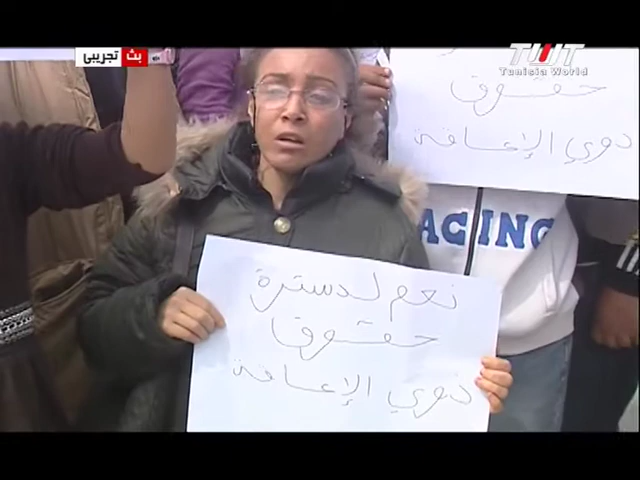 بث تجريبي
TWT
Tunisia World
حقوق
ذوي الإعاقة
ACING
نعم لدسترة
حقوق
ذوي الإعاقة